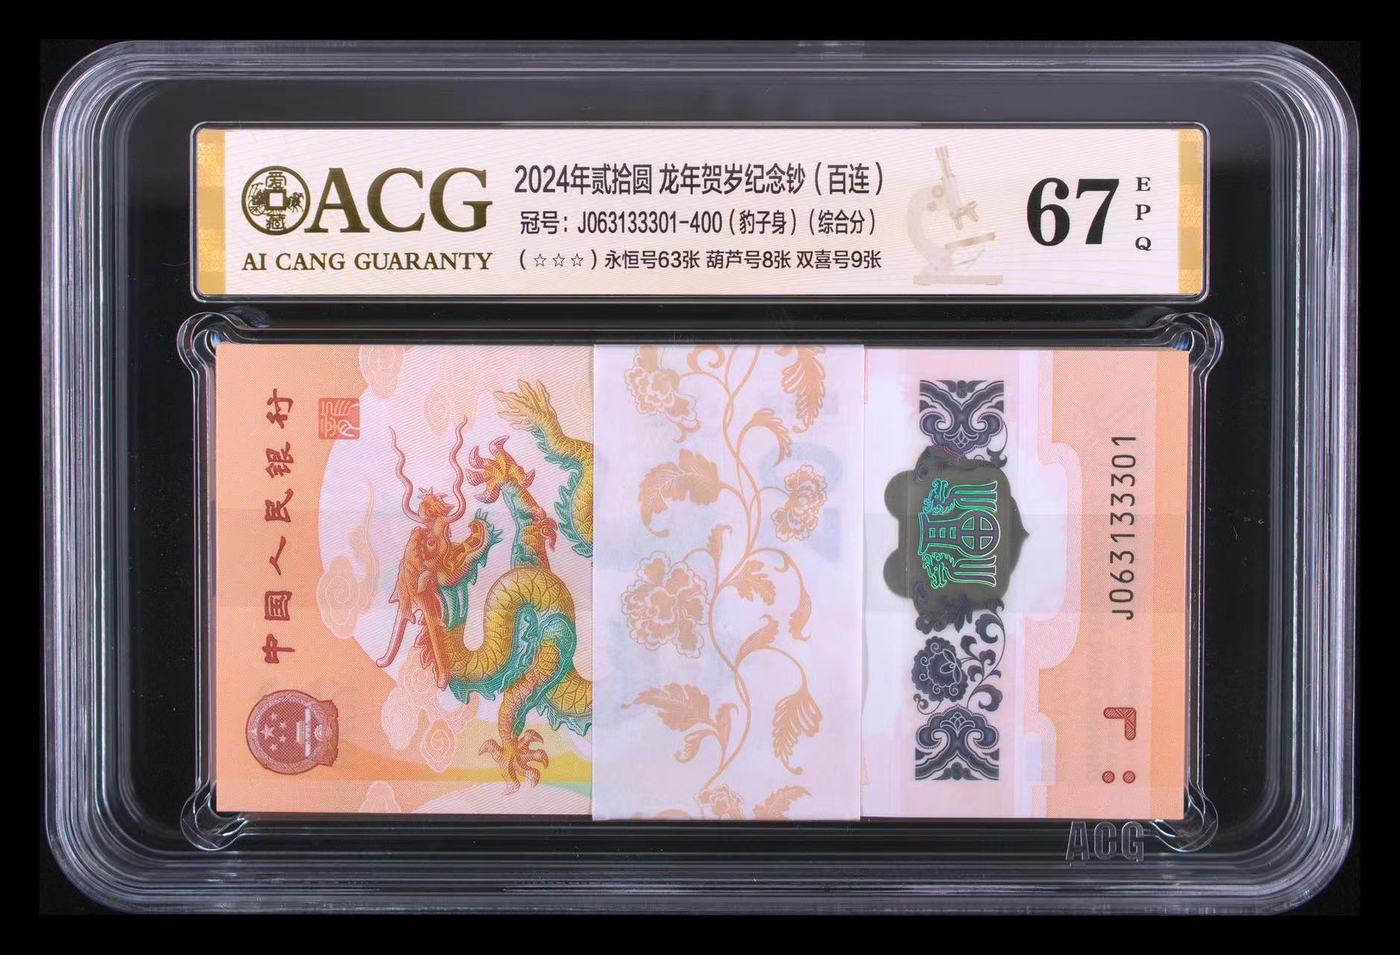 ACG
AI CANG GUARANTY
2024年贰拾圆 龙年贺岁纪念钞(百连)
冠号: J063133301-400(豹子身)(综合分)
(☆☆☆)永恒号63张 葫芦号8张 双喜号9张
67
EPQ
中国人民银行
J063133301
ACG